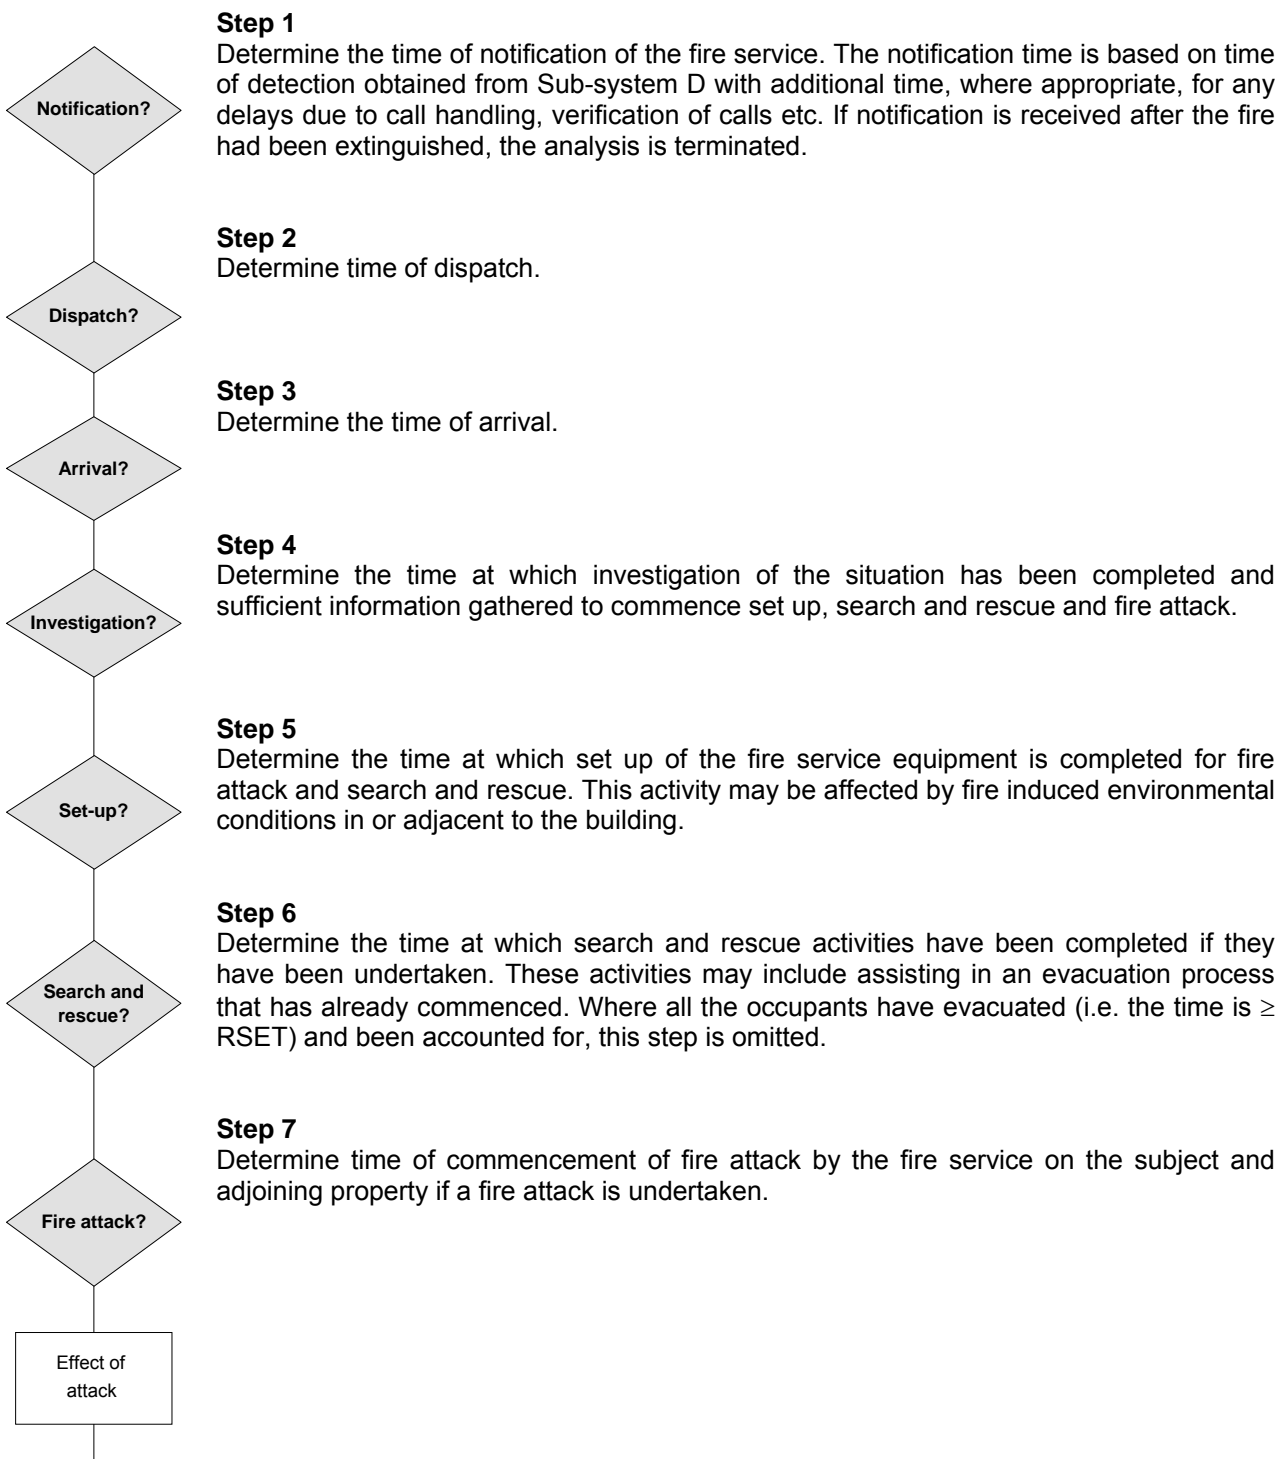 Step 1
Notification?
Determine the time of notification of the fire service. The notification time is based on time
of detection obtained from Sub-system D with additional time, where appropriate, for any
delays due to call handling, verification of calls etc. If notification is received after the fire
had been extinguished, the analysis is terminated.
Step 2
Dispatch?
Determine time of dispatch.
Step 3
Arrival?
Determine the time of arrival.
Step 4
Investigation?
Determine the time at which investigation of the situation has been completed and
sufficient information gathered to commence set up, search and rescue and fire attack.
Step 5
Set-up?
Determine the time at which set up of the fire service equipment is completed for fire
attack and search and rescue. This activity may be affected by fire induced environmental
conditions in or adjacent to the building.
Step 6
Search and
rescue?
Determine the time at which search and rescue activities have been completed if they
have been undertaken. These activities may include assisting in an evacuation process
that has already commenced. Where all the occupants have evacuated (i.e. the time is ≥
RSET) and been accounted for, this step is omitted.
Step 7
Fire attack?
Determine time of commencement of fire attack by the fire service on the subject and
adjoining property if a fire attack is undertaken.
Effect of
attack